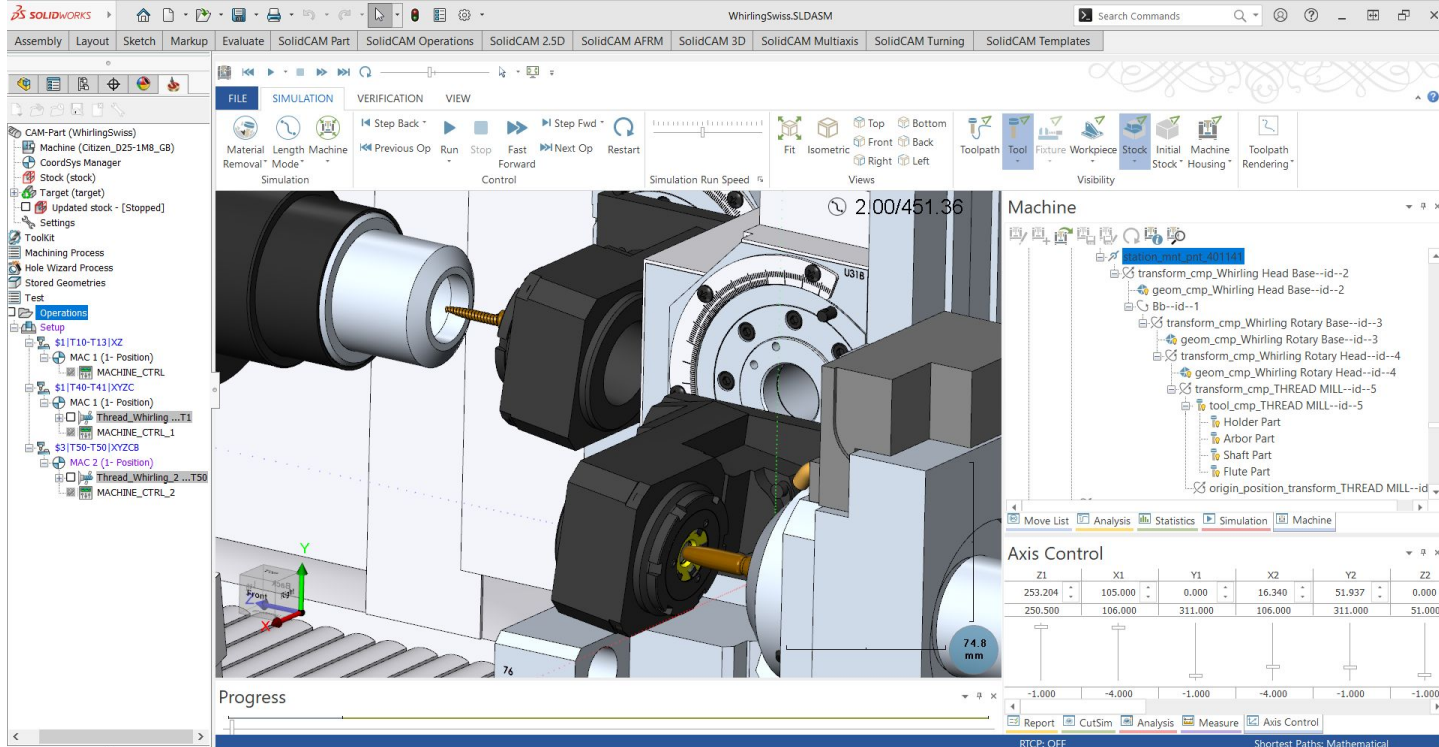 SOLIDWORKS
WhirlingSwiss.SLDASM
Search Commands
Assembly Layout Sketch Markup Evaluate SolidCAM Part SolidCAM Operations SolidCAM 2.5D SolidCAM AFRM SolidCAM 3D SolidCAM Multiaxis SolidCAM Turning SolidCAM Templates
CAM-Part (WhirlingSwiss)
Machine (Citizen_D25-1M8_GB)
CoordSys Manager
Stock (stock)
Target (target)
Updated stock - [Stopped]
Settings
ToolKit
Machining Process
Hole Wizard Process
Stored Geometries
Test
Operations
Setup
$1|T10-T13|XZ
MAC 1 (1- Position)
MACHINE_CTRL
$1|T40-T41|XYZC
MAC 1 (1- Position)
Thread_Whirling ...T1
MACHINE_CTRL_1
$3|T50-T50|XYZCB
MAC 2 (1- Position)
Thread_Whirling_2 ...T50
MACHINE_CTRL_2
FILE SIMULATION VERIFICATION VIEW
Material Removal
Length Mode
Machine
Simulation
Step Back
Previous Op
Run
Stop
Fast Forward
Step Fwd
Next Op
Restart
Control
Simulation Run Speed
Fit
Isometric
Top Bottom
Front Back
Right Left
Views
Toolpath
Tool
Fixture
Workpiece
Stock
Initial Stock
Machine Housing
Visibility
Toolpath Rendering
2.00/451.36
U31B
76
74.8
mm
Y
Z
X
Front
Progress
Machine
station_mnt_pnt_401141
transform_cmp_Whirling Head Base--id--2
geom_cmp_Whirling Head Base--id--2
Bb--id--1
transform_cmp_Whirling Rotary Base--id--3
geom_cmp_Whirling Rotary Base--id--3
transform_cmp_Whirling Rotary Head--id--4
geom_cmp_Whirling Rotary Head--id--4
transform_cmp_THREAD MILL--id--5
tool_cmp_THREAD MILL--id--5
Holder Part
Arbor Part
Shaft Part
Flute Part
origin_position_transform_THREAD MILL--id
Move List Analysis Statistics Simulation Machine
Axis Control
Z1 X1 Y1 X2 Y2 Z2
253.204 105.000 0.000 16.340 51.937 0.000
250.500 106.000 311.000 106.000 311.000 51.000
-1.000 -4.000 -1.000 -4.000 -1.000 -1.000
Report CutSim Analysis Measure Axis Control
RTCP: OFF
Shortest Paths: Mathematical